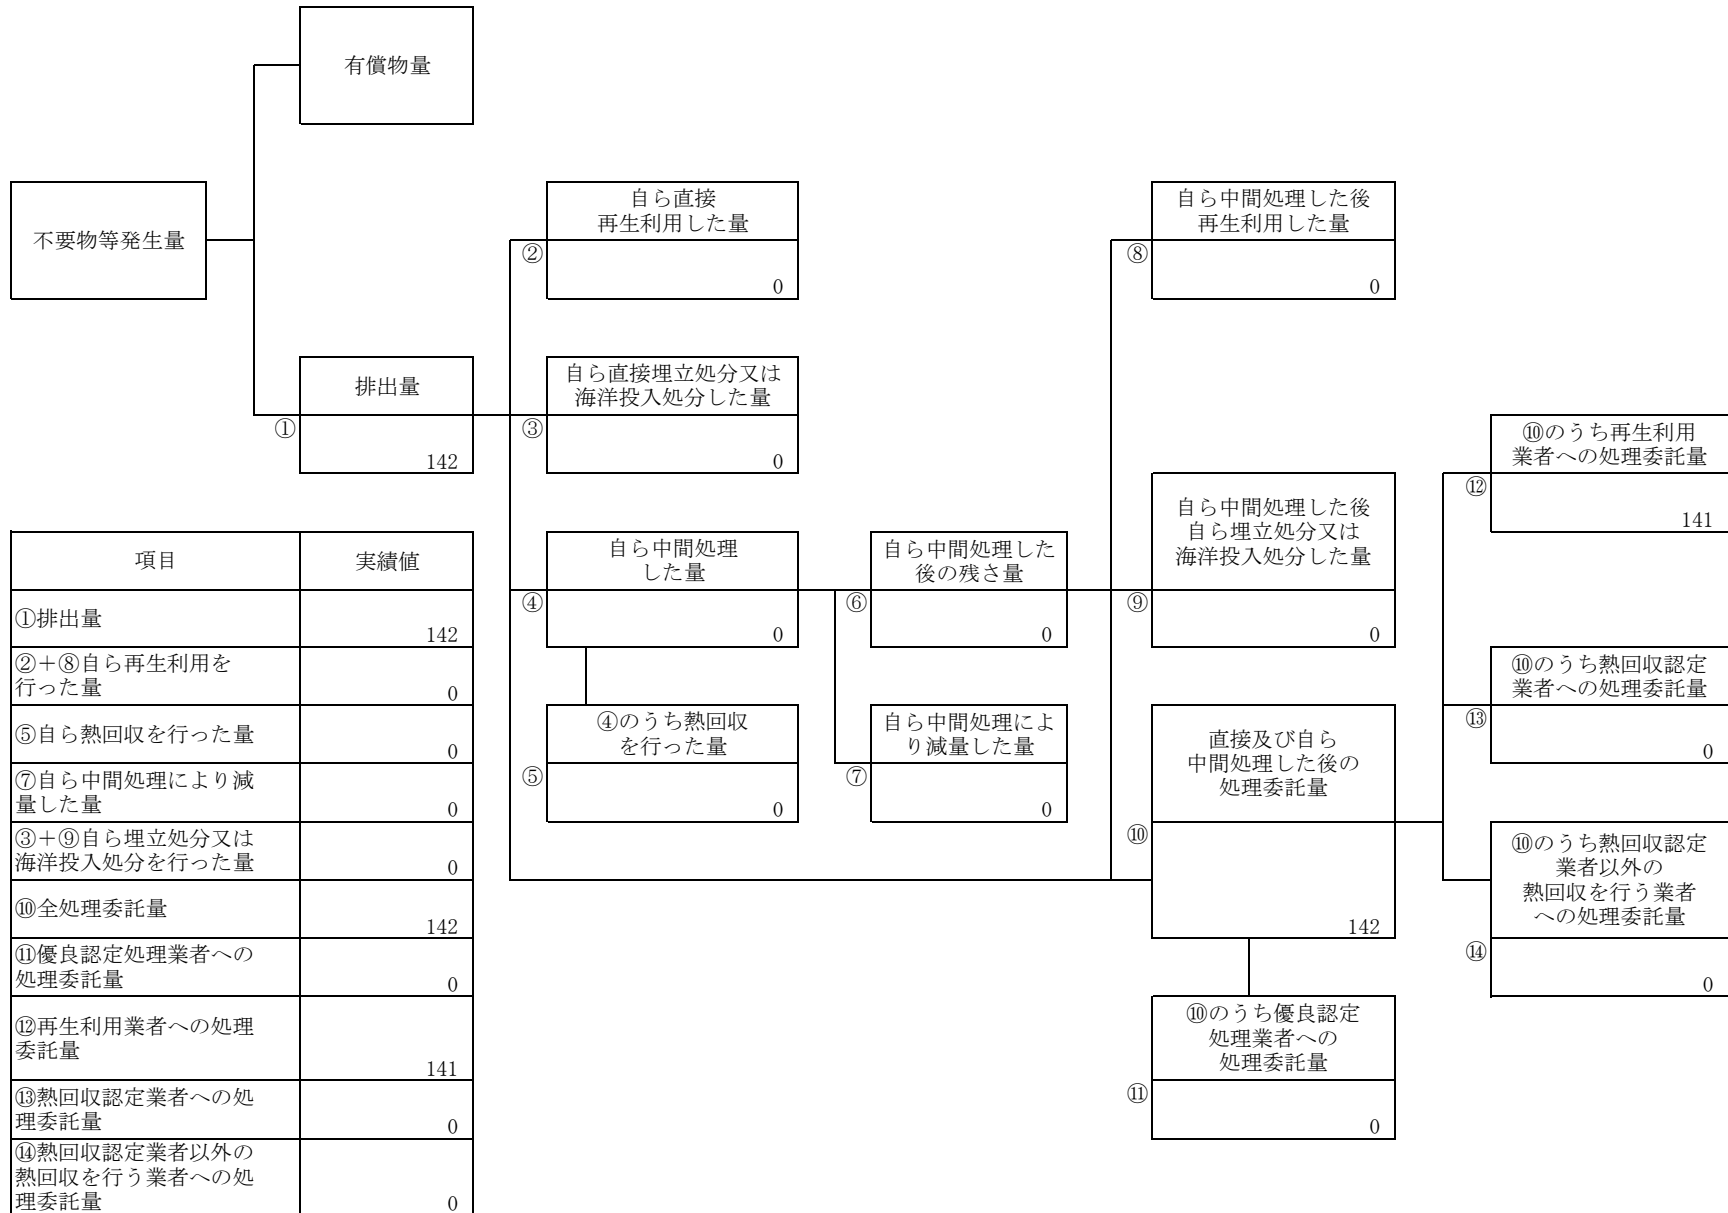 有償物量
不要物等発生量
自ら直接
再生利用した量
②
0
自ら中間処理した後
再生利用した量
⑧
0
排出量
①
142
自ら直接埋立処分又は
海洋投入処分した量
③
0
⑩のうち再生利用
業者への処理委託量
⑫
141
自ら中間処理
した量
④
0
自ら中間処理した
後の残さ量
⑥
0
自ら中間処理した後
自ら埋立処分又は
海洋投入処分した量
⑨
0
⑩のうち熱回収認定
業者への処理委託量
⑬
0
④のうち熱回収
を行った量
⑤
0
自ら中間処理によ
り減量した量
⑦
0
直接及び自ら
中間処理した後の
処理委託量
⑩
142
⑩のうち熱回収認定
業者以外の
熱回収を行う業者
への処理委託量
⑭
0
⑩のうち優良認定
処理業者への
処理委託量
⑪
0
項目 実績値
①排出量
142
②＋⑧自ら再生利用を
行った量
0
⑤自ら熱回収を行った量
0
⑦自ら中間処理により減
量した量
0
③＋⑨自ら埋立処分又は
海洋投入処分を行った量
0
⑩全処理委託量
142
⑪優良認定処理業者への
処理委託量
0
⑫再生利用業者への処理
委託量
141
⑬熱回収認定業者への処
理委託量
0
⑭熱回収認定業者以外の
熱回収を行う業者への処
理委託量
0